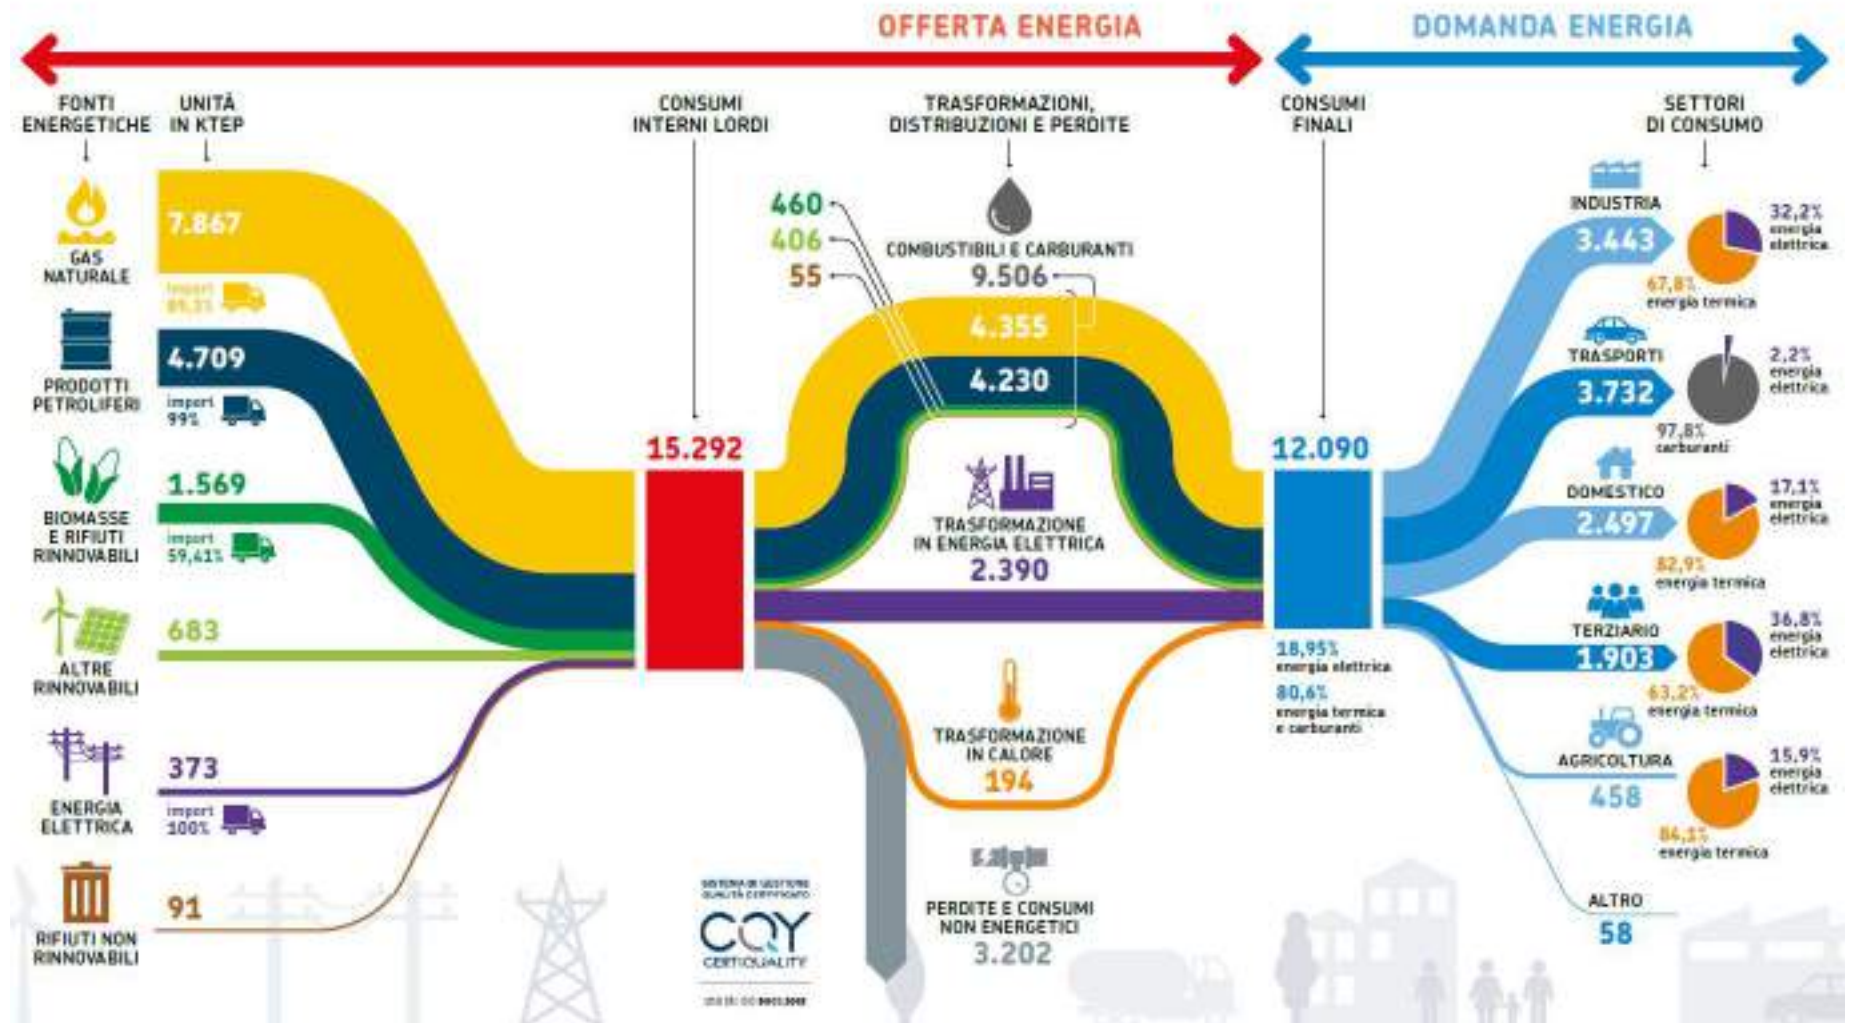 OFFERTA ENERGIA
DOMANDA ENERGIA
FONTI
ENERGETICHE
UNITÀ
IN KTEP
CONSUMI
INTERNI LORDI
TRASFORMAZIONI,
DISTRIBUZIONI E PERDITE
CONSUMI
FINALI
SETTORI
DI CONSUMO
GAS
NATURALE
7.867
import
PRODOTTI
PETROLIFERI
4.709
import
99%
BIOMASSE
E RIFIUTI
RINNOVABILI
1.569
import
59,41%
ALTRE
RINNOVABILI
683
ENERGIA
ELETTRICA
373
import
100%
RIFIUTI NON
RINNOVABILI
91
15.292
460
406
55
COMBUSTIBILI E CARBURANTI
9.506
4.355
4.230
TRASFORMAZIONE
IN ENERGIA ELETTRICA
2.390
TRASFORMAZIONE
IN CALORE
194
PERDITE E CONSUMI
NON ENERGETICI
3.202
SISTEMA DI GESTIONE
QUALITÀ CERTIFICATO
CQY
CERTIQUALITY
12.090
18,95%
energia elettrica
80,6%
energia termica
e carburanti
INDUSTRIA
3.443
32,2%
energia
elettrica
67,8%
energia termica
TRASPORTI
3.732
2,2%
energia
elettrica
97,8%
carburanti
DOMESTICO
2.497
17,1%
energia
elettrica
82,9%
energia termica
TERZIARIO
1.903
36,8%
energia
elettrica
63,2%
energia termica
AGRICOLTURA
458
15,9%
energia
elettrica
84,1%
energia termica
ALTRO
58